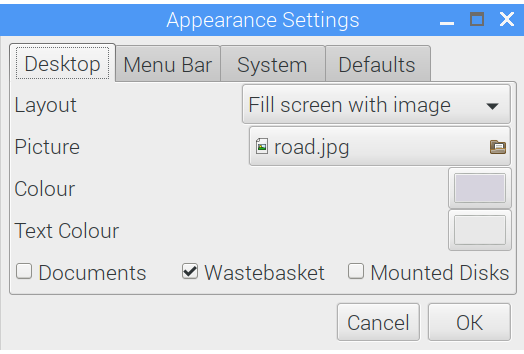 Appearance Settings
Desktop Menu Bar System Defaults
Layout Fill screen with image
Picture road.jpg
Colour
Text Colour
Documents Wastebasket Mounted Disks
Cancel OK